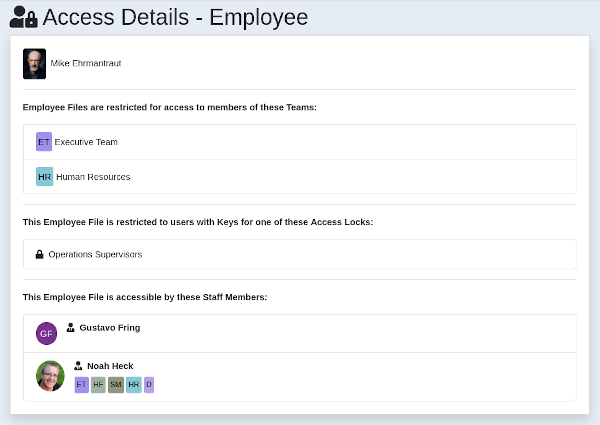 Access Details - Employee
Mike Ehrmantraut
Employee Files are restricted for access to members of these Teams:
ET Executive Team
HR Human Resources
This Employee File is restricted to users with Keys for one of these Access Locks:
Operations Supervisors
This Employee File is accessible by these Staff Members:
GF Gustavo Fring
Noah Heck
ET HF SM HR D